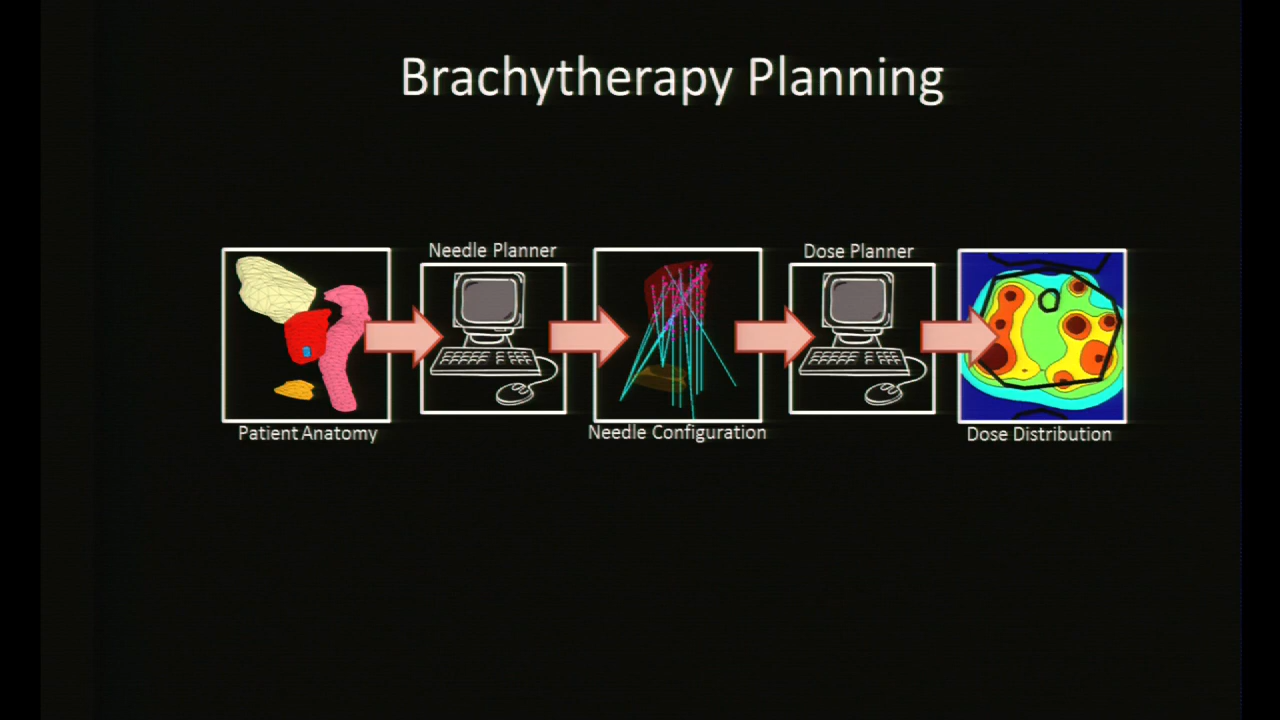 Brachytherapy Planning
Needle Planner
Dose Planner
Patient Anatomy
Needle Configuration
Dose Distribution